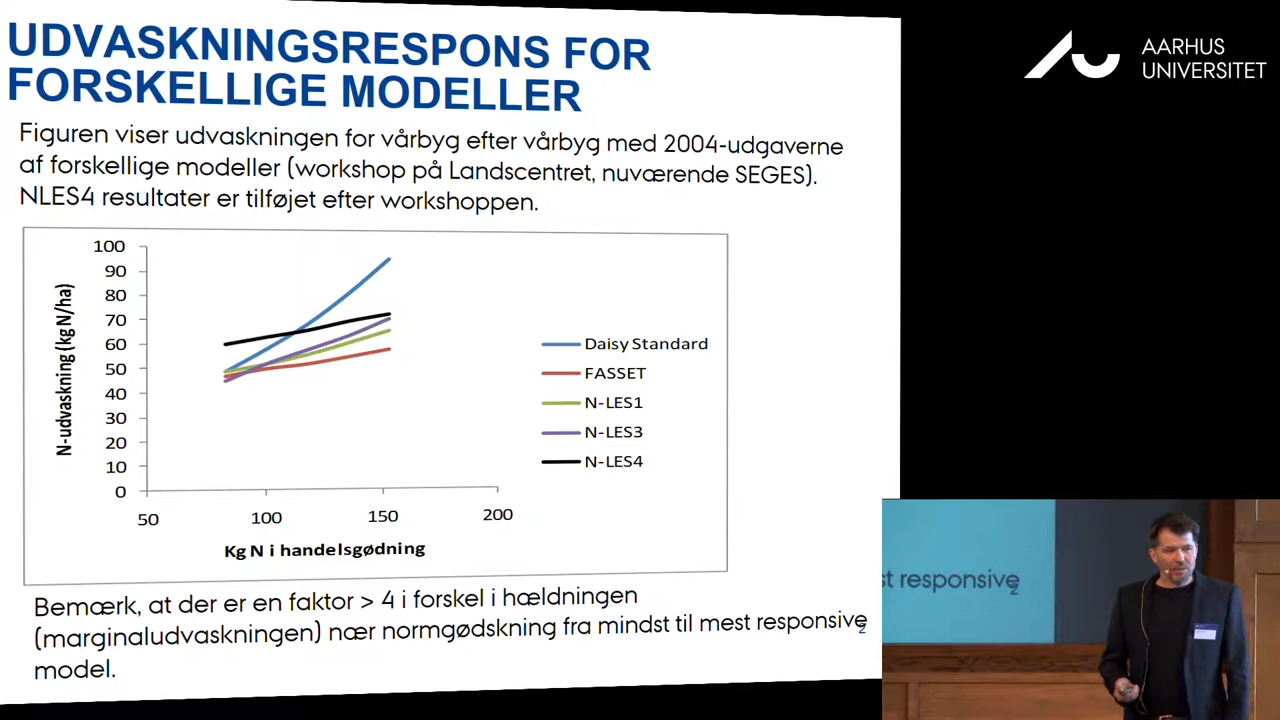 UDVASKNINGSRESPONS FOR
FORSKELLIGE MODELLER
AARHUS
UNIVERSITET
Figuren viser udvaskningen for vårbyg efter vårbyg med 2004-udgaverne
af forskellige modeller (workshop på Landscentret, nuværende SEGES).
NLES4 resultater er tilføjet efter workshoppen.
N-udvaskning (kg N/ha)
100
90
80
70
60
50
40
30
20
10
0
50
100
150
200
Kg N i handelsgødning
Daisy Standard
FASSET
N-LES1
N-LES3
N-LES4
Bemærk, at der er en faktor > 4 i forskel i hældningen
(marginaludvaskningen) nær normgødskning fra mindst til mest responsive
model.
2
st responsive
2